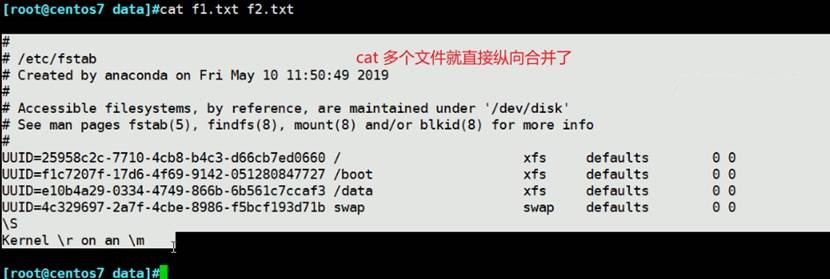 [root@centos7 data]#cat f1.txt f2.txt
#
# /etc/fstab
cat 多个文件就直接纵向合并了
# Created by anaconda on Fri May 10 11:50:49 2019
#
# Accessible filesystems, by reference, are maintained under '/dev/disk'
# See man pages fstab(5), findfs(8), mount(8) and/or blkid(8) for more info
#
UUID=25958c2c-7710-4cb8-b4c3-d66cb7ed0660 / xfs defaults 0 0
UUID=f1c7207f-17d6-4f69-9142-051280847727 /boot xfs defaults 0 0
UUID=e10b4a29-0334-4749-866b-6b561c7ccaf3 /data xfs defaults 0 0
UUID=4c329697-2a7f-4cbe-8986-f5bcf193d71b swap swap defaults 0 0
\S
Kernel \r on an \m
[root@centos7 data]#